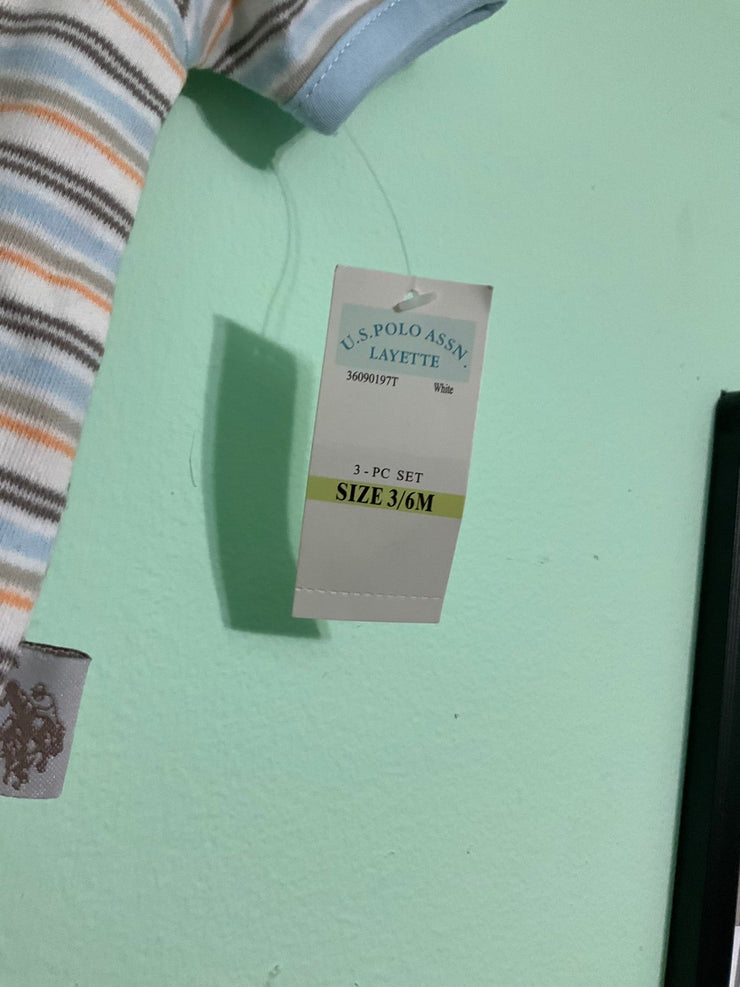 U.S.POLO ASSN.
LAYETTE
36090197T White
3 - PC SET
SIZE 3/6M